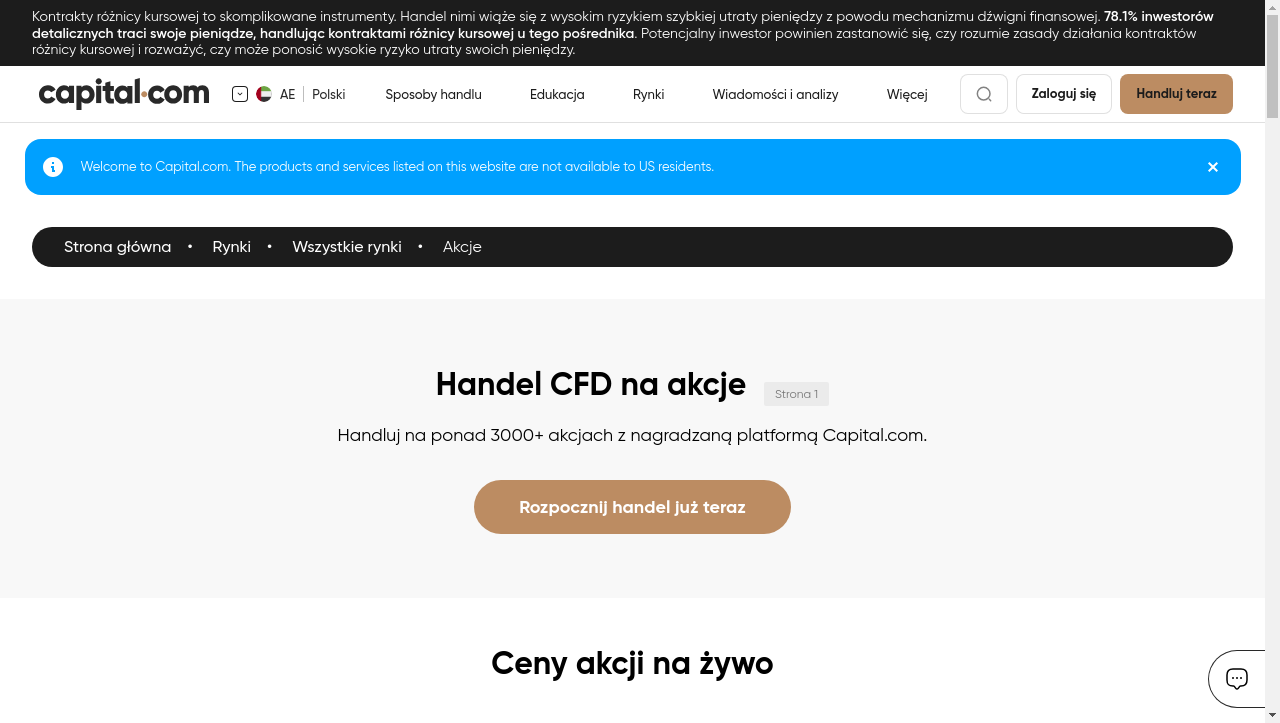 Kontrakty różnicy kursowej to skomplikowane instrumenty. Handel nimi wiąże się z wysokim ryzykiem szybkiej utraty pieniędzy z powodu mechanizmu dźwigni finansowej. 78.1% inwestorów
detalicznych traci swoje pieniądze, handlując kontraktami różnicy kursowej u tego pośrednika. Potencjalny inwestor powinien zastanowić się, czy rozumie zasady działania kontraktów
różnicy kursowej i rozważyć, czy może ponosić wysokie ryzyko utraty swoich pieniędzy.
capital.com AE Polski Sposoby handlu Edukacja Rynki Wiadomości i analizy Więcej Zaloguj się Handluj teraz
Welcome to Capital.com. The products and services listed on this website are not available to US residents.
Strona główna • Rynki • Wszystkie rynki • Akcje
Handel CFD na akcje Strona 1
Handluj na ponad 3000+ akcjach z nagradzaną platformą Capital.com.
Rozpocznij handel już teraz
Ceny akcji na żywo